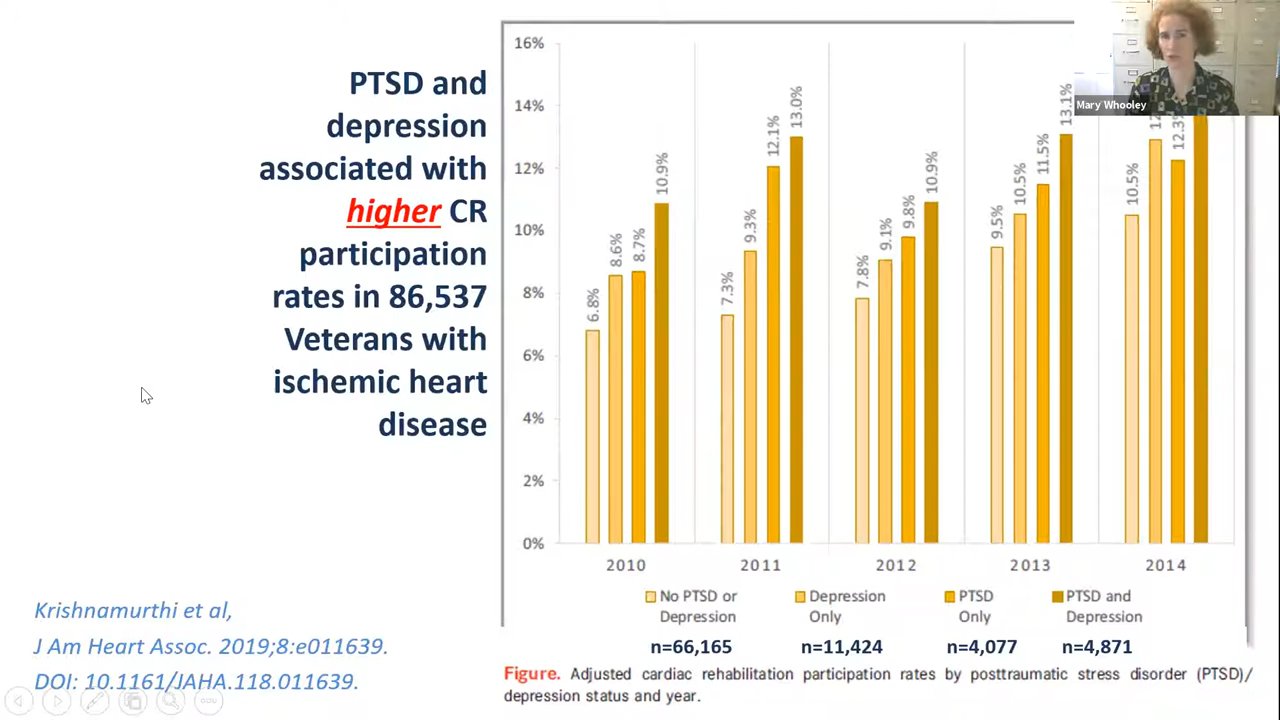 PTSD and
depression
associated with
higher CR
participation
rates in 86,537
Veterans with
ischemic heart
disease
Krishnamurthi et al,
J Am Heart Assoc. 2019;8:e011639.
DOI: 10.1161/JAHA.118.011639.
Mary Whooley
16%
14%
12%
10%
8%
6%
4%
2%
0%
6.8%
8.6%
8.7%
10.9%
7.3%
9.3%
12.1%
13.0%
7.8%
9.1%
9.8%
10.9%
9.5%
10.5%
11.5%
13.1%
10.5%
12.3%
2010
2011
2012
2013
2014
No PTSD or
Depression
Depression
Only
PTSD
Only
PTSD and
Depression
n=66,165
n=11,424
n=4,077
n=4,871
Figure. Adjusted cardiac rehabilitation participation rates by posttraumatic stress disorder (PTSD)/
depression status and year.